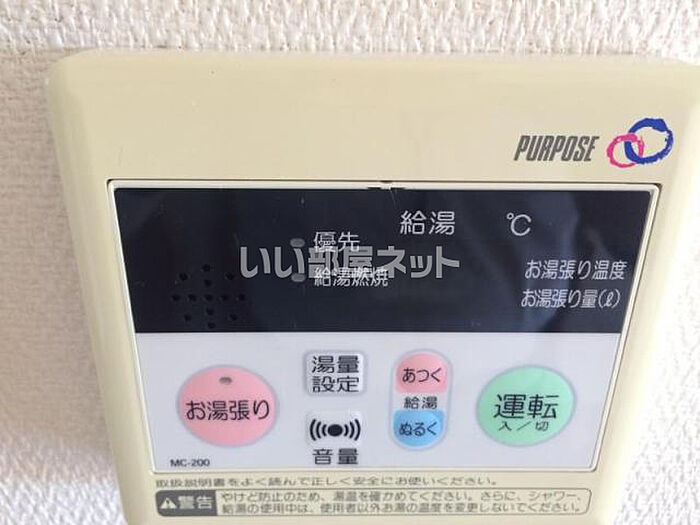 PURPOSE
給湯 ℃
優先
いい部屋ネット
給湯燃焼
お湯張り温度
お湯張り量(ℓ)
お湯張り
湯量
設定
音量
あつく
給湯
ぬるく
運転
入/切
MC-200
取扱説明書をよく読んで正しく安全にお使いください。
警告
やけど防止のため、湯温を確かめてください。さらに、シャワー、
給湯の使用中は、使用者以外お湯の温度を変更しないでください。